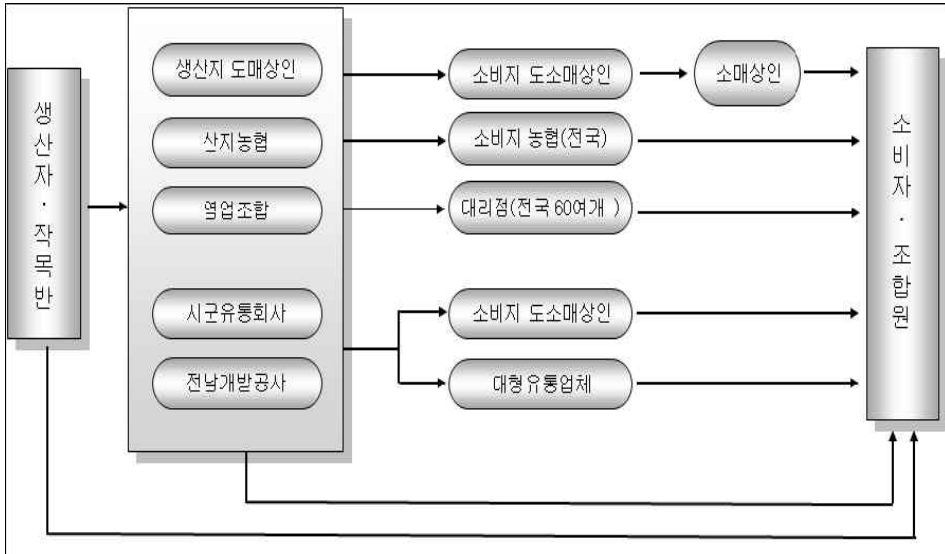 생산자·작목반
생산지 도매상인
산지농협
염업조합
시군유통회사
전남개발공사
소비지 도소매상인
소매상인
소비지 농협(전국)
대리점(전국 60여개 )
소비지 도소매상인
대형유통업체
소비자·조합원